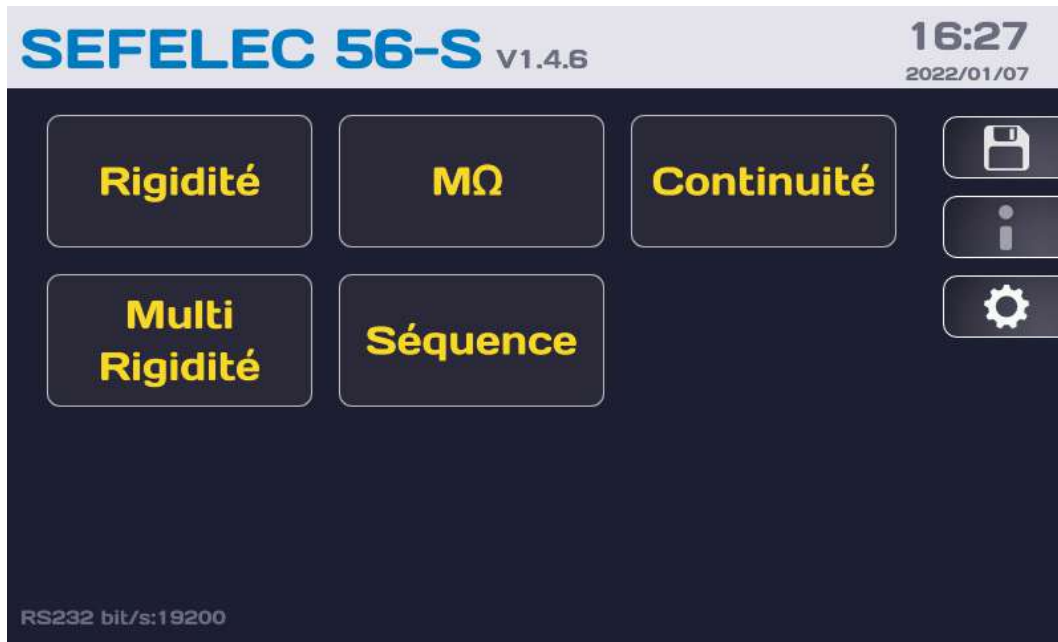 SEFELEC 56-S V1.4.6
16:27
2022/01/07
Rigidité
MΩ
Continuité
Multi
Rigidité
Séquence
RS232 bit/s:19200